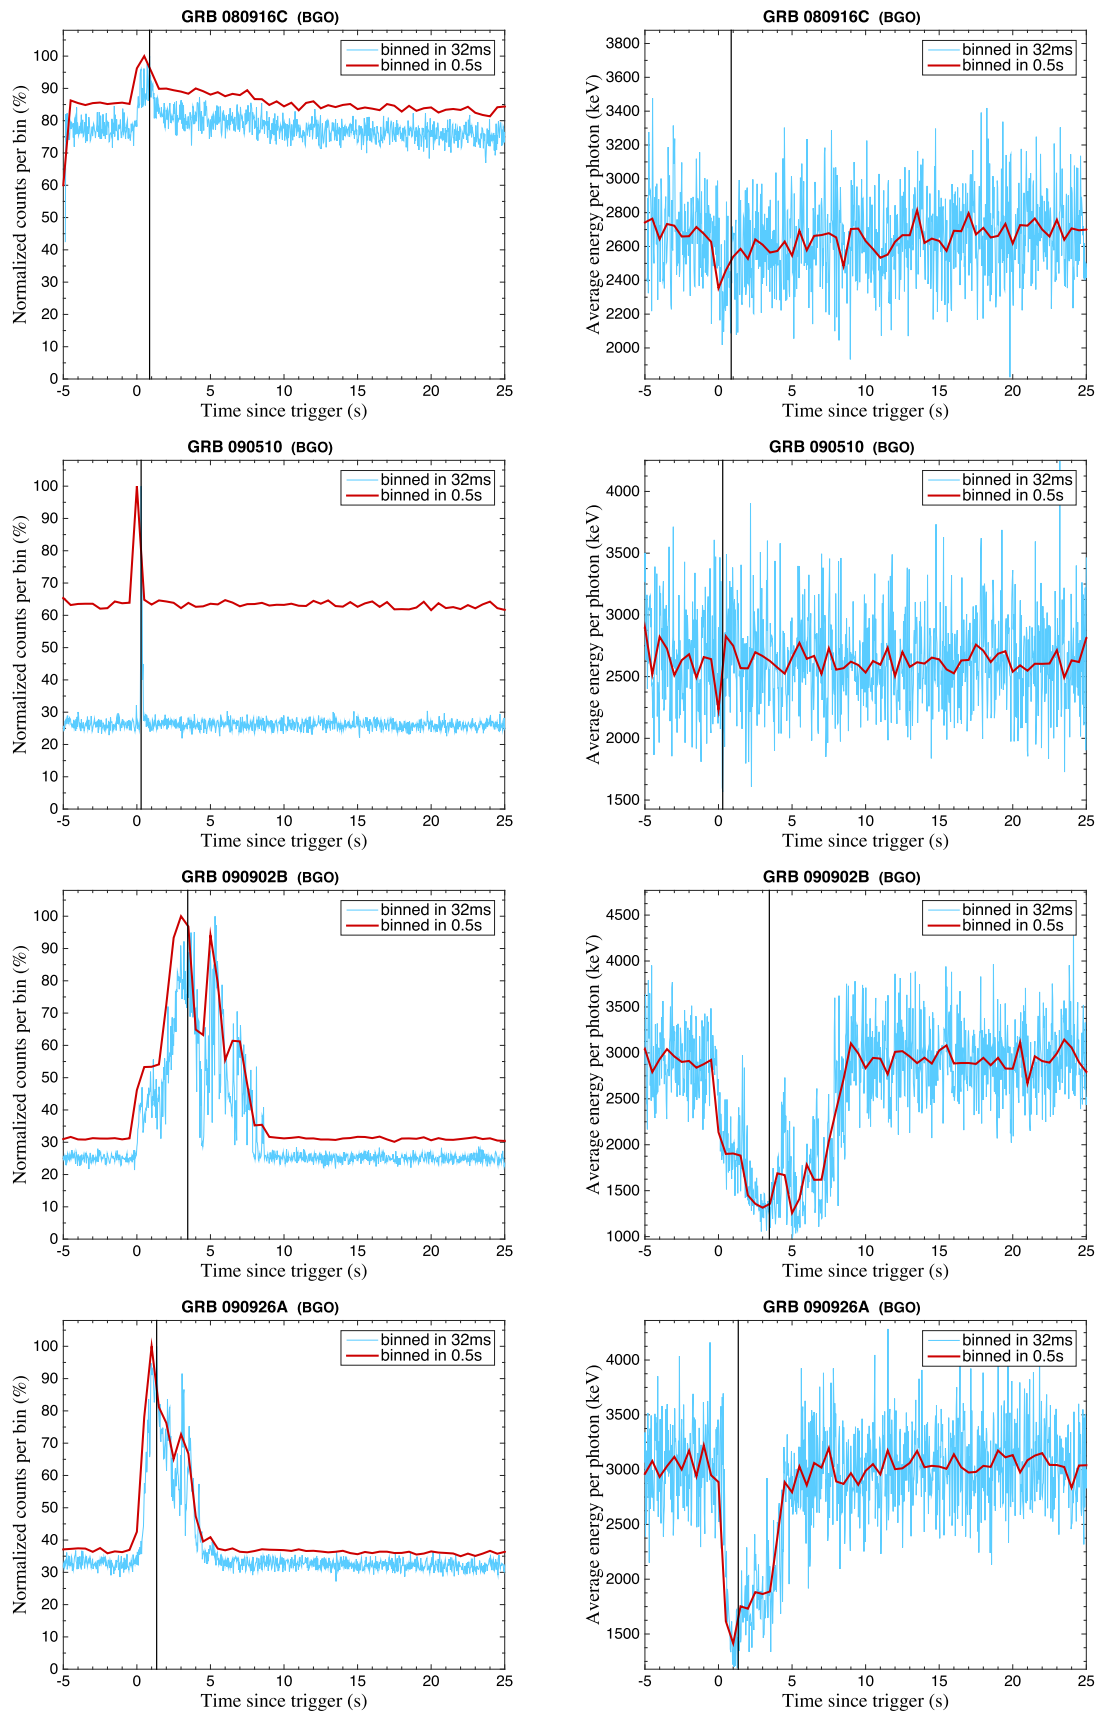 GRB 080916C (BGO)
binned in 32ms
binned in 0.5s
Normalized counts per bin (%)
100
90
80
70
60
50
40
30
20
10
0
-5 0 5 10 15 20 25
Time since trigger (s)
GRB 080916C (BGO)
binned in 32ms
binned in 0.5s
Average energy per photon (keV)
3800
3600
3400
3200
3000
2800
2600
2400
2200
2000
-5 0 5 10 15 20 25
Time since trigger (s)
GRB 090510 (BGO)
binned in 32ms
binned in 0.5s
Normalized counts per bin (%)
100
90
80
70
60
50
40
30
20
10
0
-5 0 5 10 15 20 25
Time since trigger (s)
GRB 090510 (BGO)
binned in 32ms
binned in 0.5s
Average energy per photon (keV)
4000
3500
3000
2500
2000
1500
-5 0 5 10 15 20 25
Time since trigger (s)
GRB 090902B (BGO)
binned in 32ms
binned in 0.5s
Normalized counts per bin (%)
100
90
80
70
60
50
40
30
20
10
0
-5 0 5 10 15 20 25
Time since trigger (s)
GRB 090902B (BGO)
binned in 32ms
binned in 0.5s
Average energy per photon (keV)
4500
4000
3500
3000
2500
2000
1500
1000
-5 0 5 10 15 20 25
Time since trigger (s)
GRB 090926A (BGO)
binned in 32ms
binned in 0.5s
Normalized counts per bin (%)
100
90
80
70
60
50
40
30
20
10
0
-5 0 5 10 15 20 25
Time since trigger (s)
GRB 090926A (BGO)
binned in 32ms
binned in 0.5s
Average energy per photon (keV)
4000
3500
3000
2500
2000
1500
-5 0 5 10 15 20 25
Time since trigger (s)